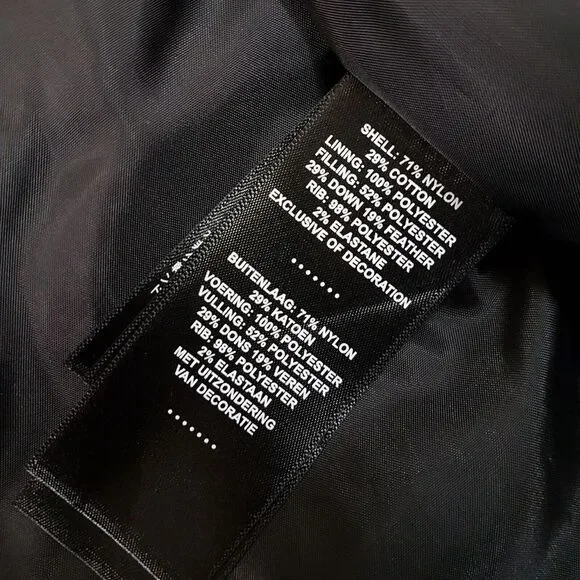 SHELL: 71% NYLON
29% COTTON
LINING: 100% POLYESTER
FILLING: 52% POLYESTER
29% DOWN 19% FEATHER
RIB: 98% POLYESTER
2% ELASTANE
EXCLUSIVE OF DECORATION
.......
BUITENLAAG: 71% NYLON
29% KATOEN
VOERING: 100% POLYESTER
VULLING: 52% POLYESTER
29% DONS 19% VEREN
RIB: 98% POLYESTER
2% ELASTAAN
MET UITZONDERING
VAN DECORATIE
.......